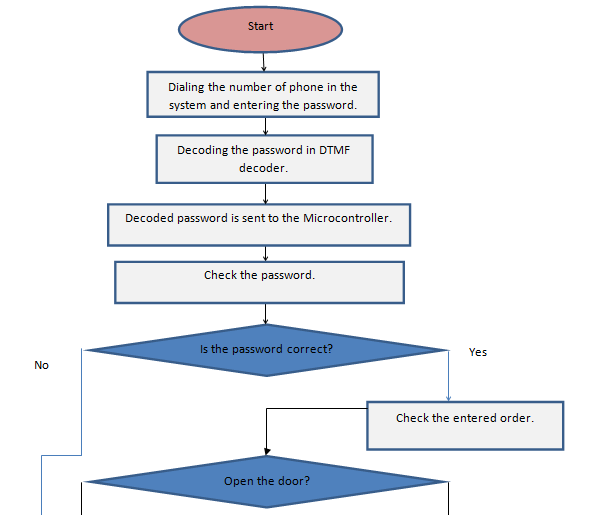 Start
Dialing the number of phone in the
system and entering the password.
Decoding the password in DTMF
decoder.
Decoded password is sent to the Microcontroller.
Check the password.
Is the password correct?
No
Yes
Check the entered order.
Open the door?